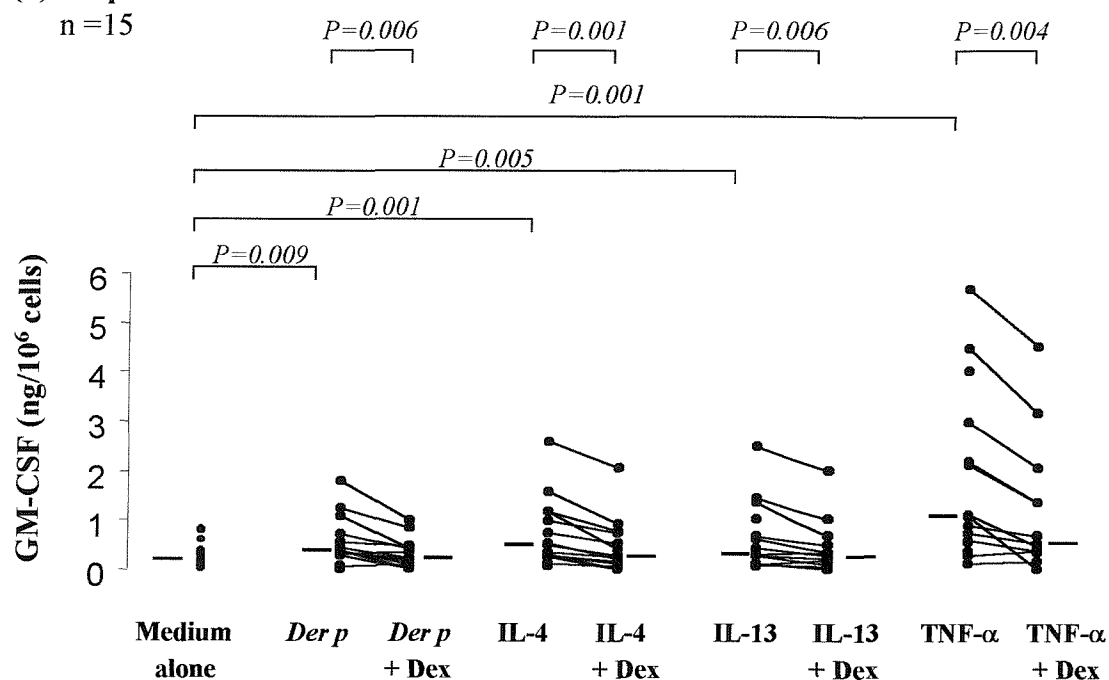 n =15
P=0.006 P=0.001 P=0.006 P=0.004
P=0.001
P=0.005
P=0.001
P=0.009
GM-CSF (ng/10⁶ cells)
6
5
4
3
2
1
0
Medium alone
Der p
Der p + Dex
IL-4
IL-4 + Dex
IL-13
IL-13 + Dex
TNF-α
TNF-α + Dex